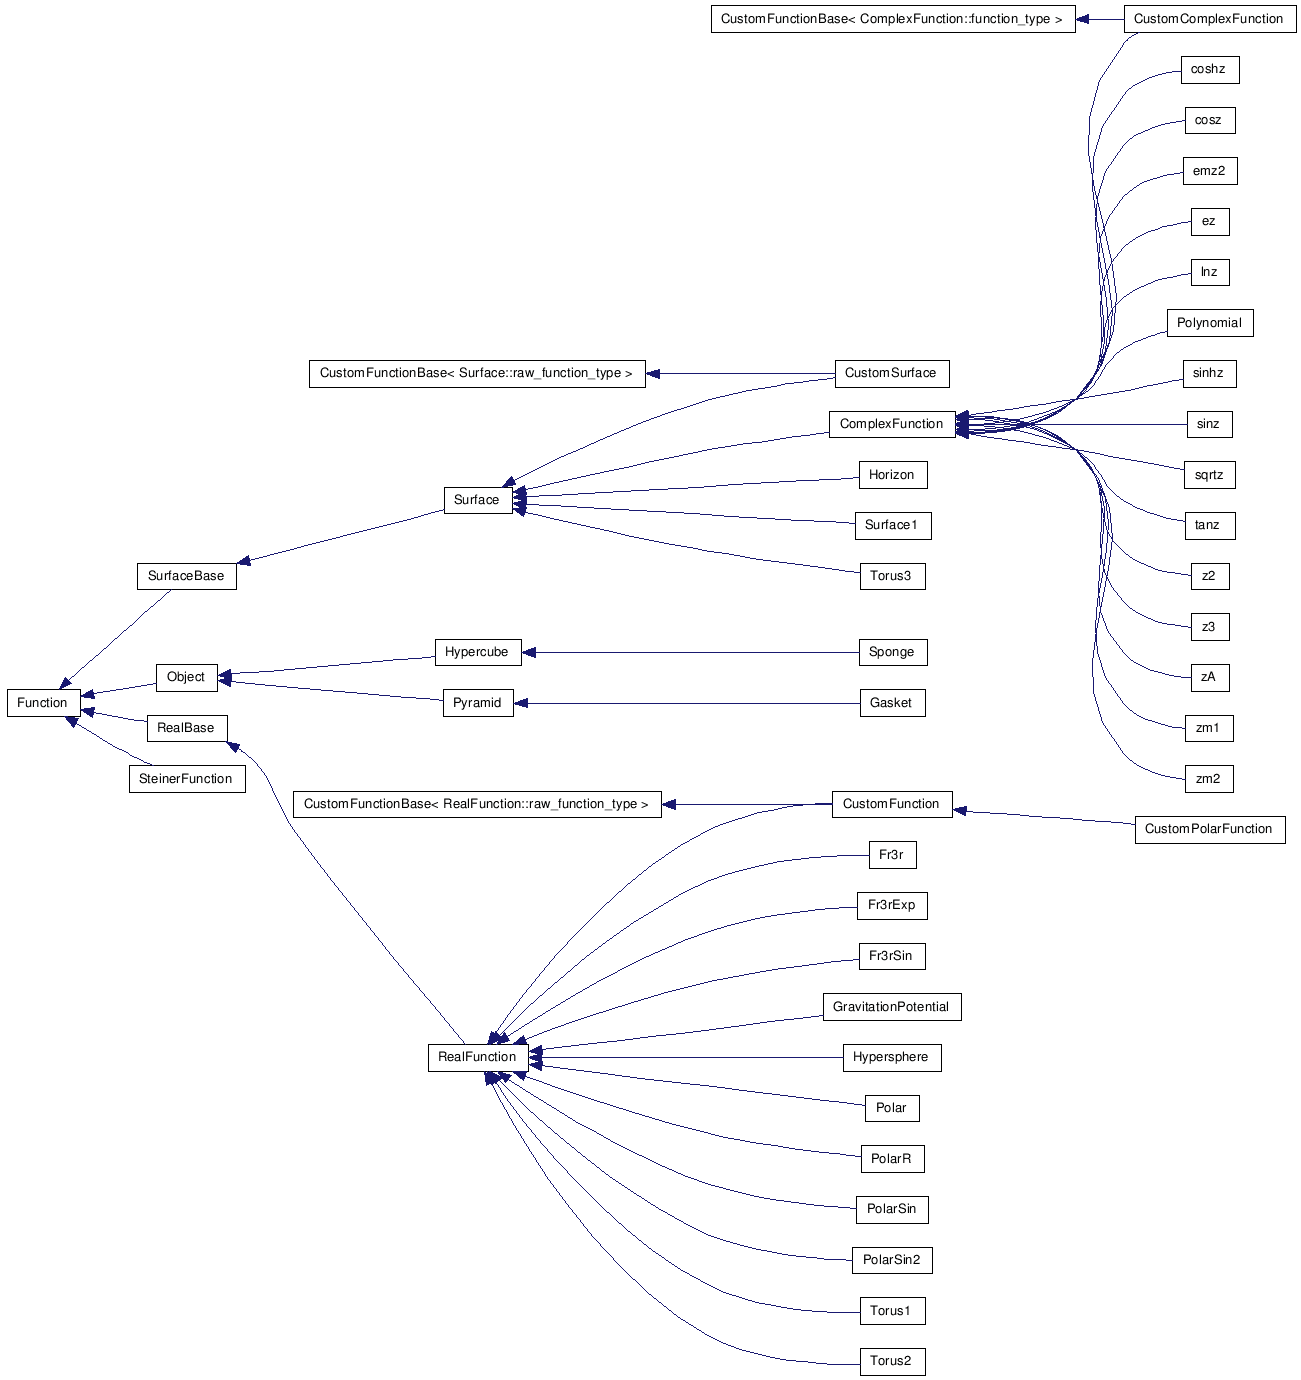 CustomFunctionBase< ComplexFunction::function_type >
CustomComplexFunction
coshz
cosz
emz2
ez
lnz
Polynomial
CustomFunctionBase< Surface::raw_function_type >
CustomSurface
sinhz
ComplexFunction
sinz
Horizon
sqrtz
Surface
Surface1
tanz
SurfaceBase
Torus3
z2
z3
Hypercube
Sponge
Object
zA
Function
Pyramid
Gasket
RealBase
zm1
SteinerFunction
zm2
CustomFunctionBase< RealFunction::raw_function_type >
CustomFunction
CustomPolarFunction
Fr3r
Fr3rExp
Fr3rSin
GravitationPotential
RealFunction
Hypersphere
Polar
PolarR
PolarSin
PolarSin2
Torus1
Torus2